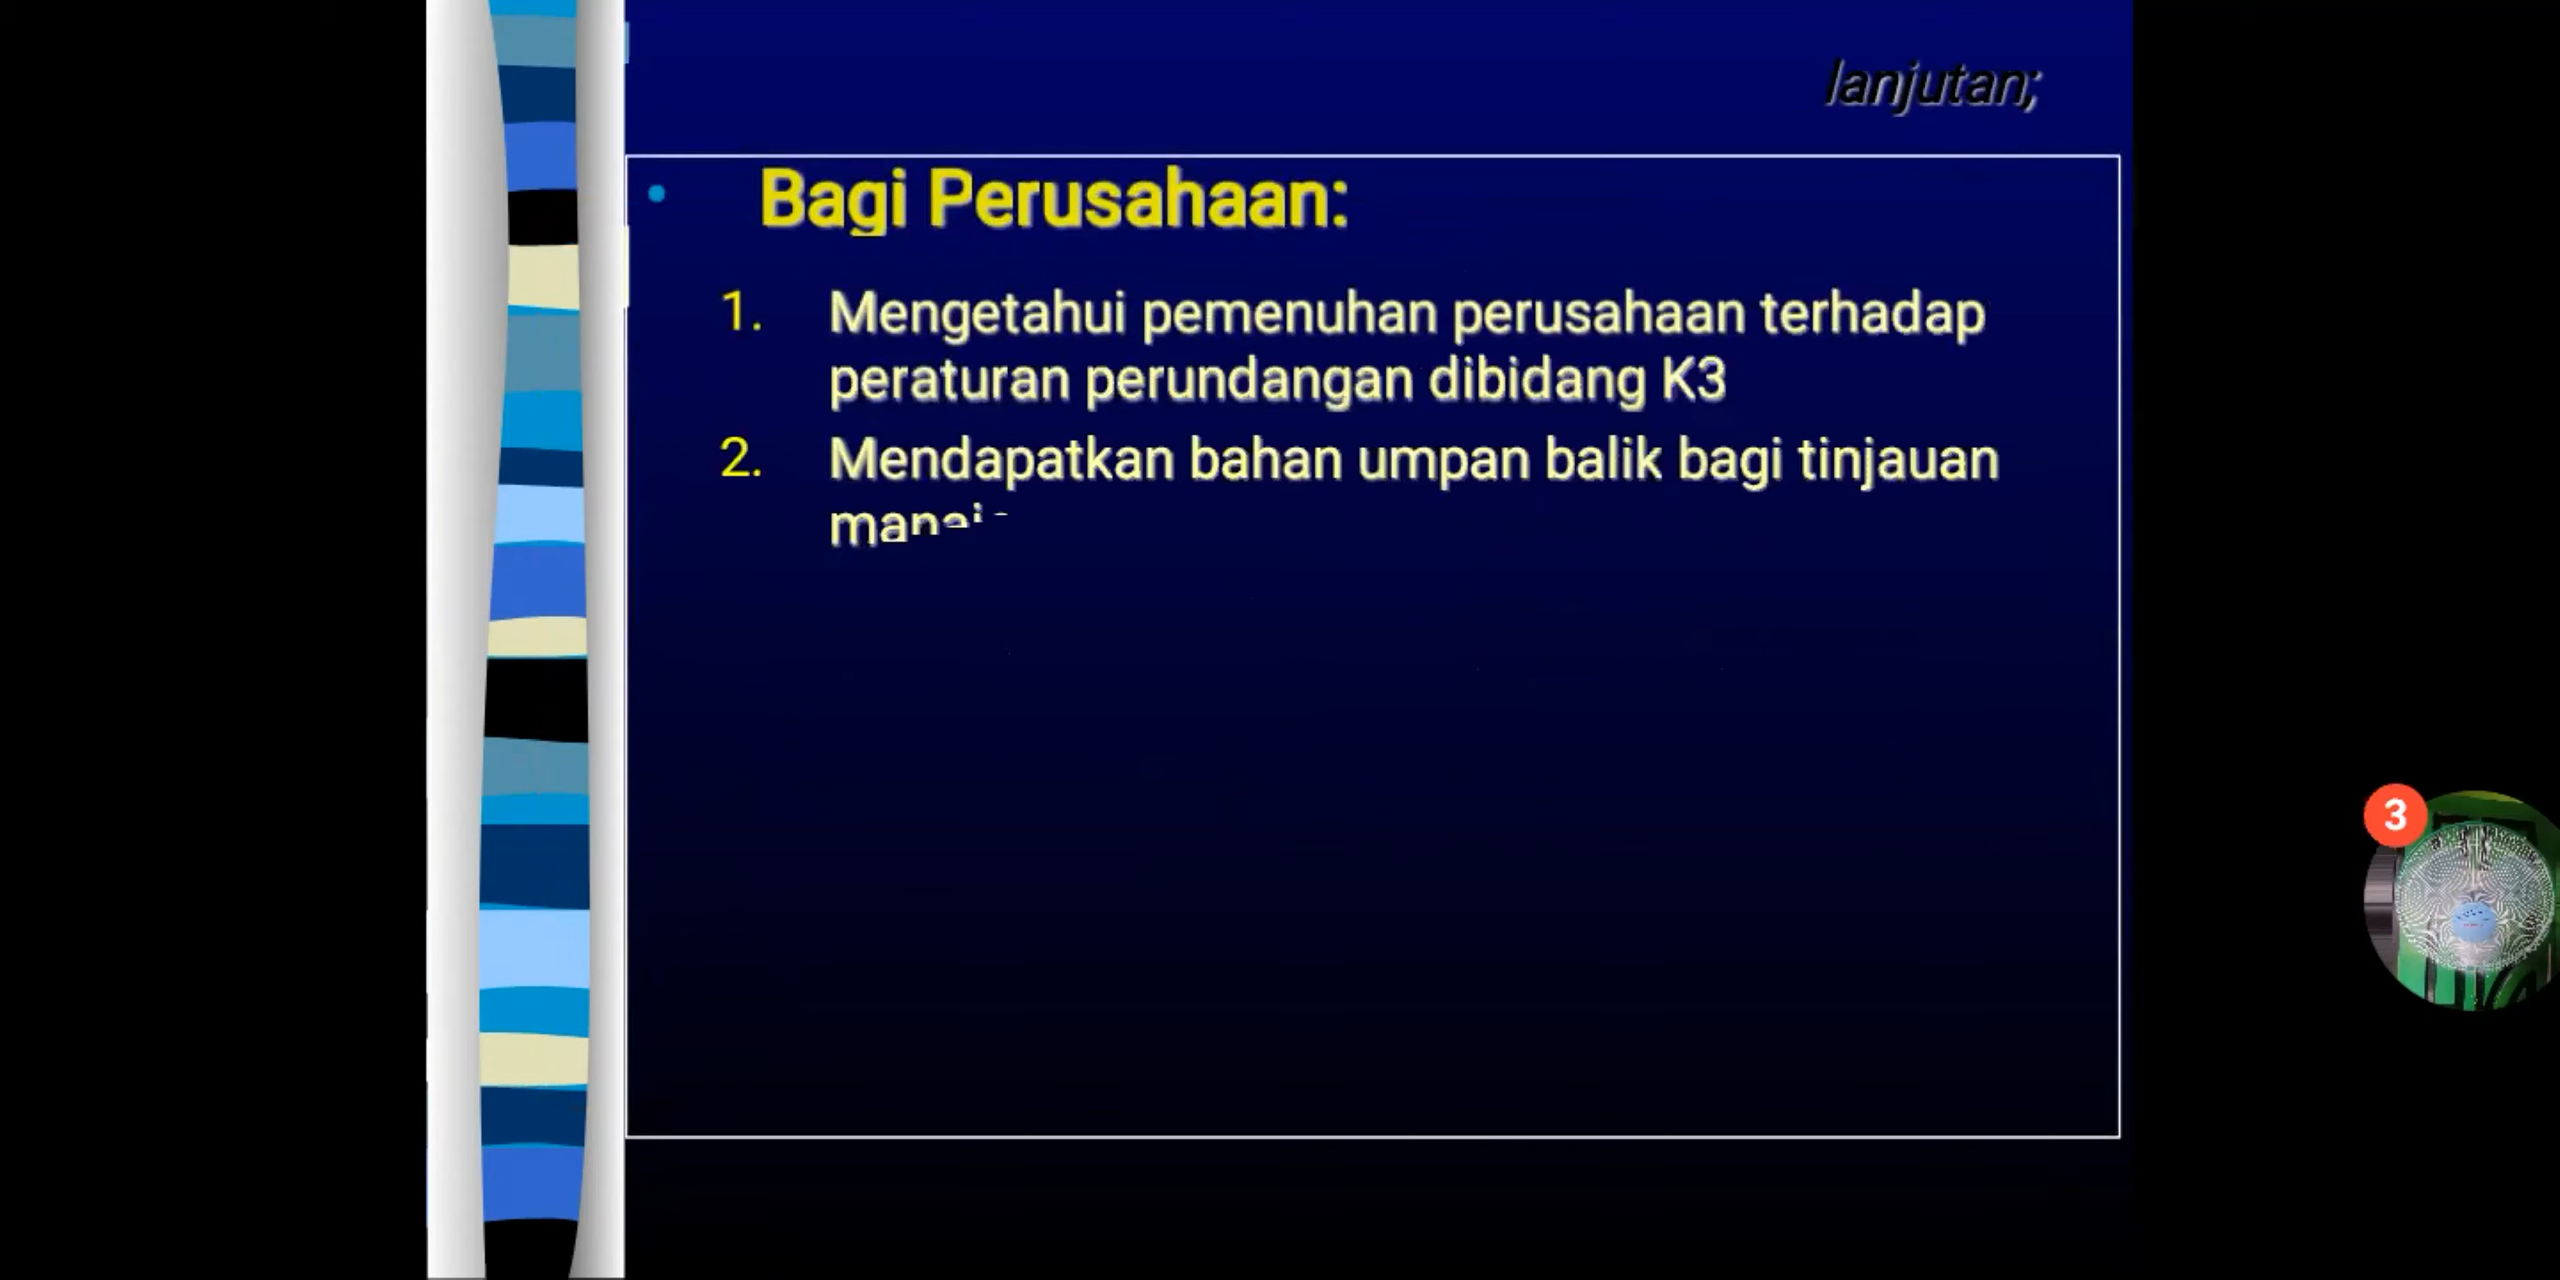 lanjutan;
• Bagi Perusahaan:
1. Mengetahui pemenuhan perusahaan terhadap
peraturan perundangan dibidang K3
2. Mendapatkan bahan umpan balik bagi tinjauan
3